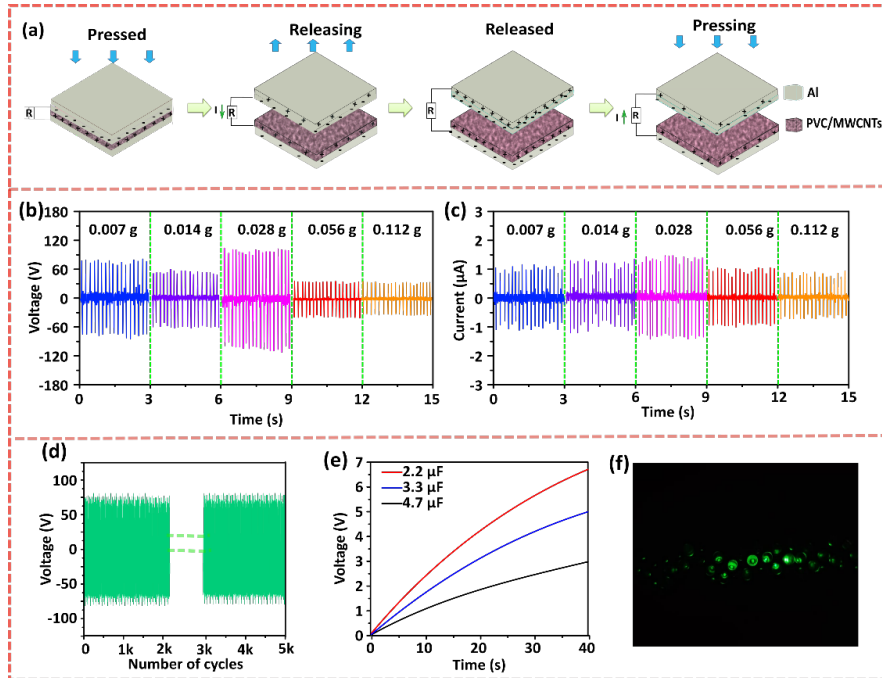 (a)
Pressed
Releasing
Released
Pressing
R
I
R
R
I
R
Al
PVC/MWCNTs
(b)
180
120
60
0
-60
-120
-180
Voltage (V)
0.007 g
0.014 g
0.028 g
0.056 g
0.112 g
0
3
6
9
12
15
Time (s)
(c)
3
2
1
0
-1
-2
-3
Current (µA)
0.007 g
0.014 g
0.028
0.056 g
0.112 g
0
3
6
9
12
15
Time (s)
(d)
100
50
0
-50
-100
Voltage (V)
0
1k
2k
3k
4k
5k
Number of cycles
(e)
7
6
5
4
3
2
1
0
Voltage (V)
2.2 µF
3.3 µF
4.7 µF
0
10
20
30
40
Time (s)
(f)